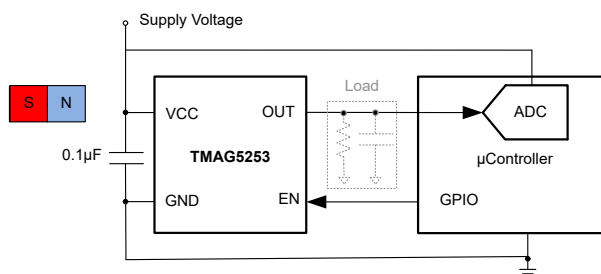 Supply Voltage
Load
S N
VCC
OUT
ADC
0.1µF
TMAG5253
µController
GND
EN
GPIO